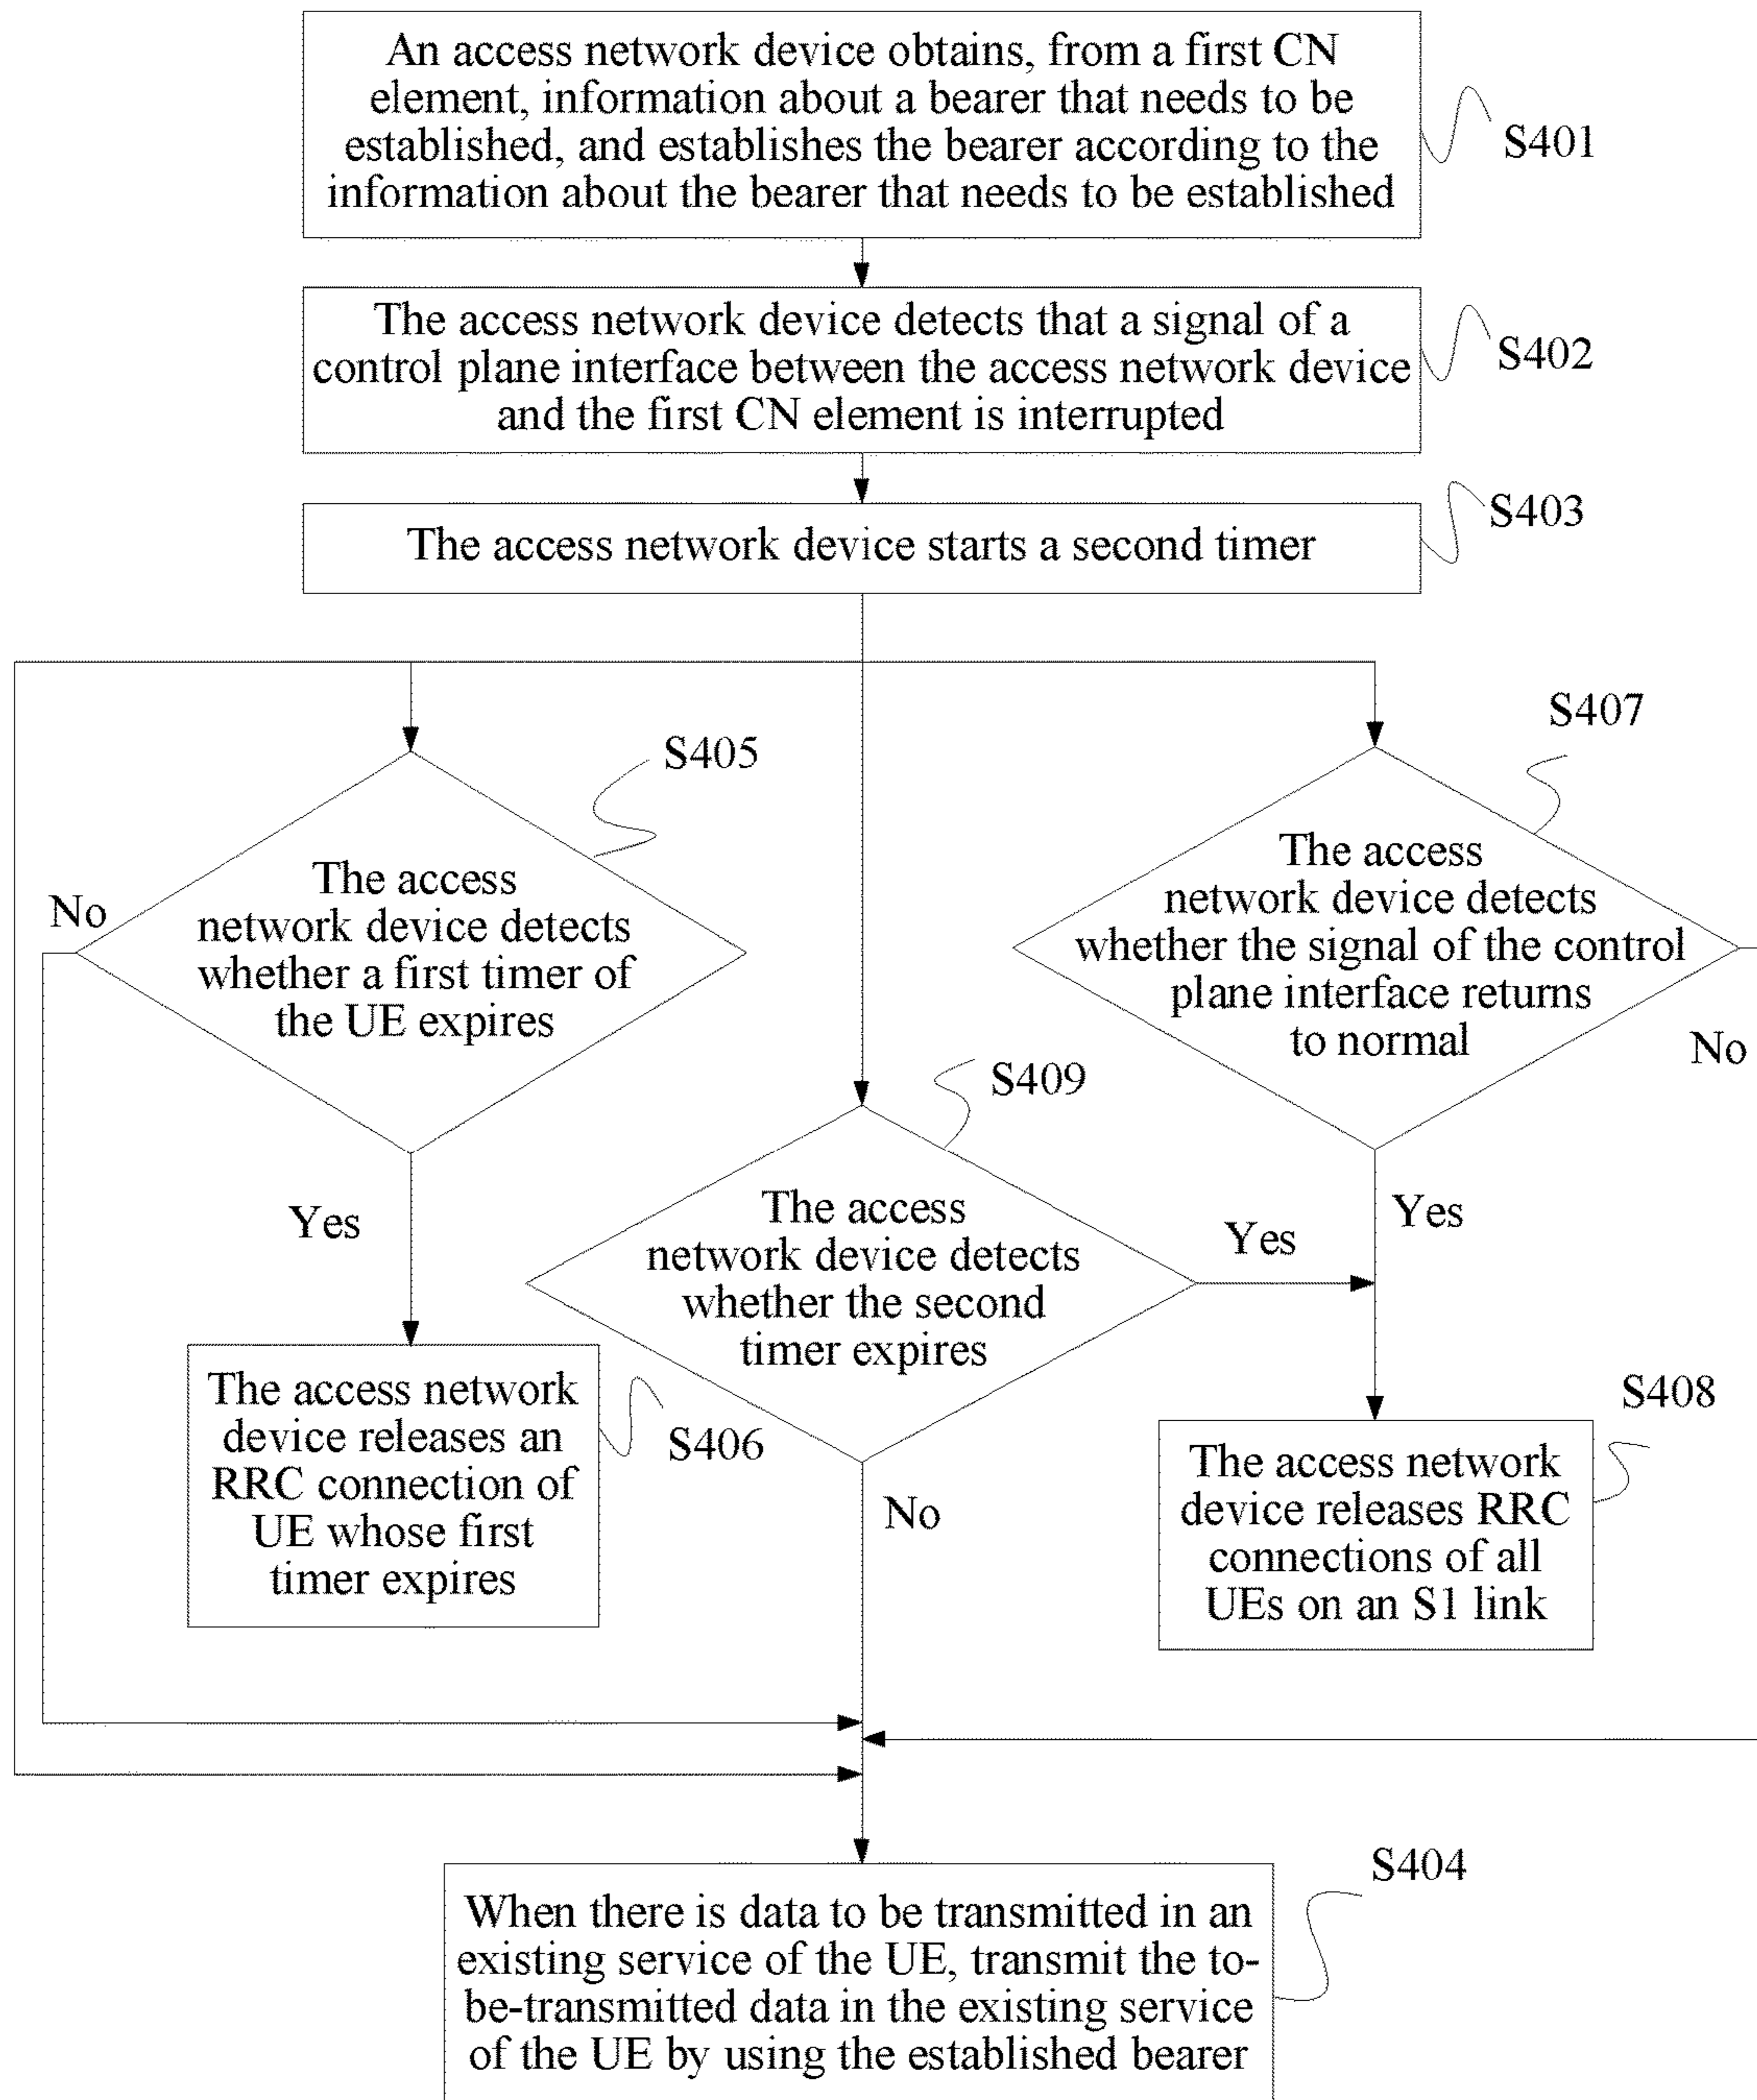 An access network device obtains, from a first CN
element, information about a bearer that needs to be
established, and establishes the bearer according to the
information about the bearer that needs to be established
S401
The access network device detects that a signal of a
control plane interface between the access network device
and the first CN element is interrupted
S402
The access network device starts a second timer
S403
S405
The access
network device detects
whether a first timer of
the UE expires
No
Yes
S407
The access
network device detects
whether the signal of the control
plane interface returns
to normal
No
Yes
S409
The access
network device detects
whether the second
timer expires
Yes
No
The access network
device releases an
RRC connection of
UE whose first
timer expires
S406
S408
The access network
device releases RRC
connections of all
UEs on an S1 link
S404
When there is data to be transmitted in an
existing service of the UE, transmit the to-
be-transmitted data in the existing service
of the UE by using the established bearer